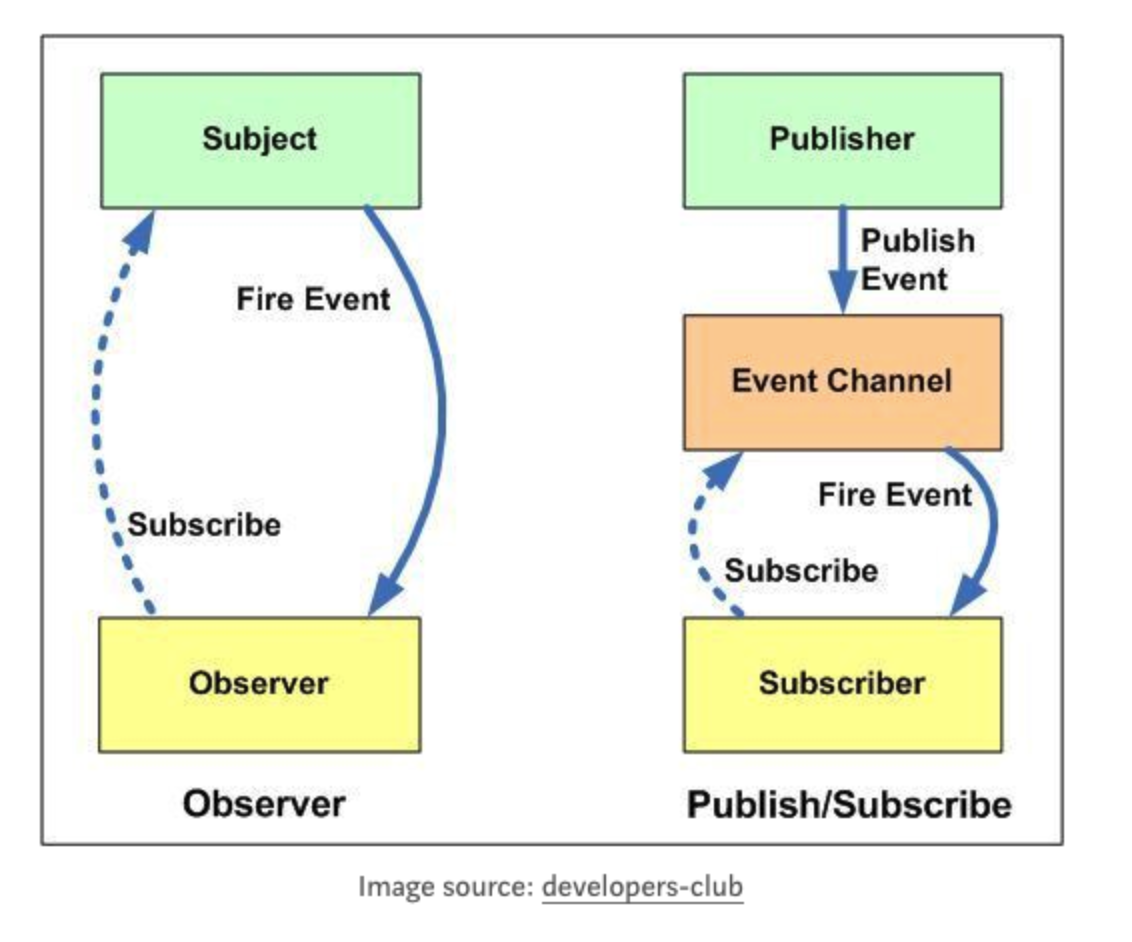 Subject
Fire Event
Subscribe
Observer
Observer
Publisher
Publish
Event
Event Channel
Fire Event
Subscribe
Subscriber
Publish/Subscribe
Image source: developers-club